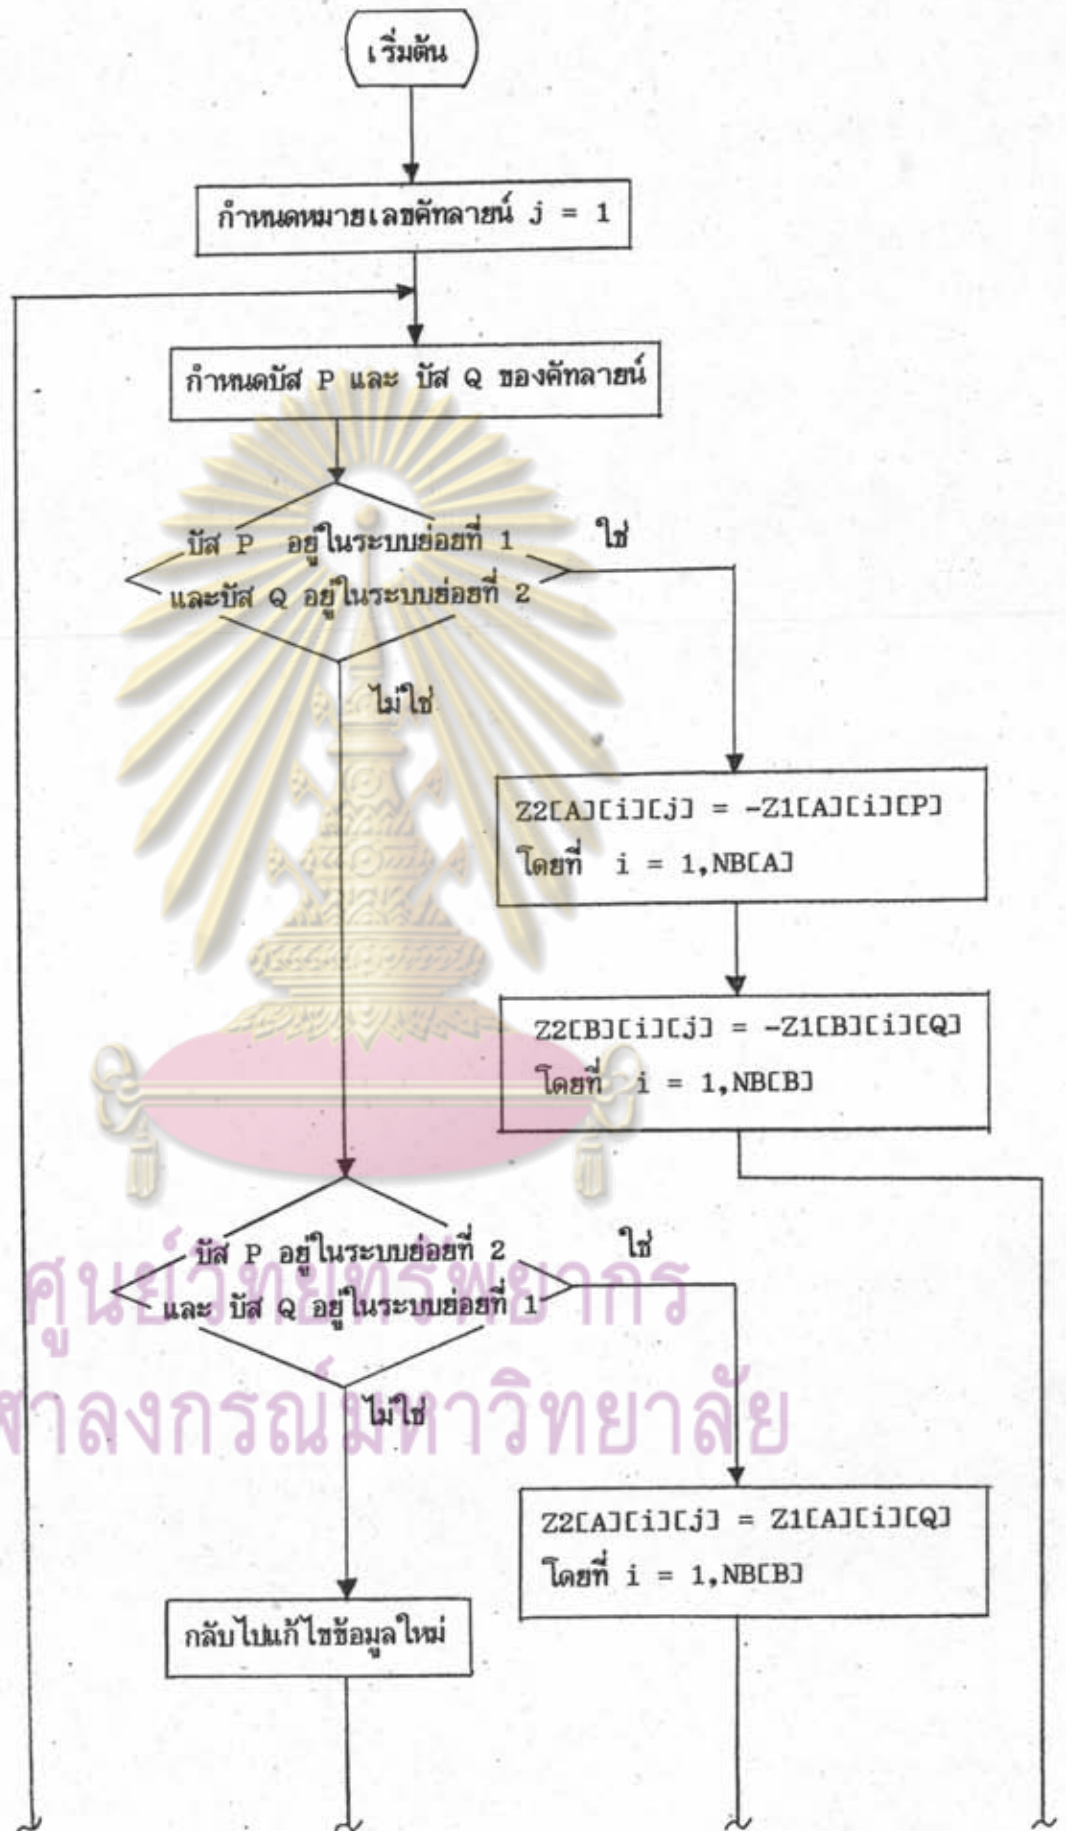 เริ่มต้น
กำหนดหมายเลขคัทลายน์ j = 1
กำหนดบัส P และ บัส Q ของคัทลายน์
บัส P อยู่ในระบบย่อยที่ 1
และบัส Q อยู่ในระบบย่อยที่ 2
ใช่
ไม่ใช่
Z2[A][i][j] = -Z1[A][i][P]
โดยที่ i = 1,NB[A]
Z2[B][i][j] = -Z1[B][i][Q]
โดยที่ i = 1,NB[B]
บัส P อยู่ในระบบย่อยที่ 2
และ บัส Q อยู่ในระบบย่อยที่ 1
ใช่
ไม่ใช่
ศูนย์วิทยทรัพยากร
ฬาลงกรณ์มหาวิทยาลัย
Z2[A][i][j] = Z1[A][i][Q]
โดยที่ i = 1,NB[B]
กลับไปแก้ไขข้อมูลใหม่